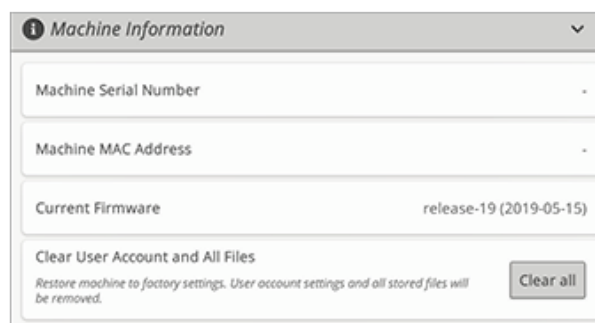 Machine Information
Machine Serial Number -
Machine MAC Address -
Current Firmware release-19 (2019-05-15)
Clear User Account and All Files
Restore machine to factory settings. User account settings and all stored files will
be removed.
Clear all